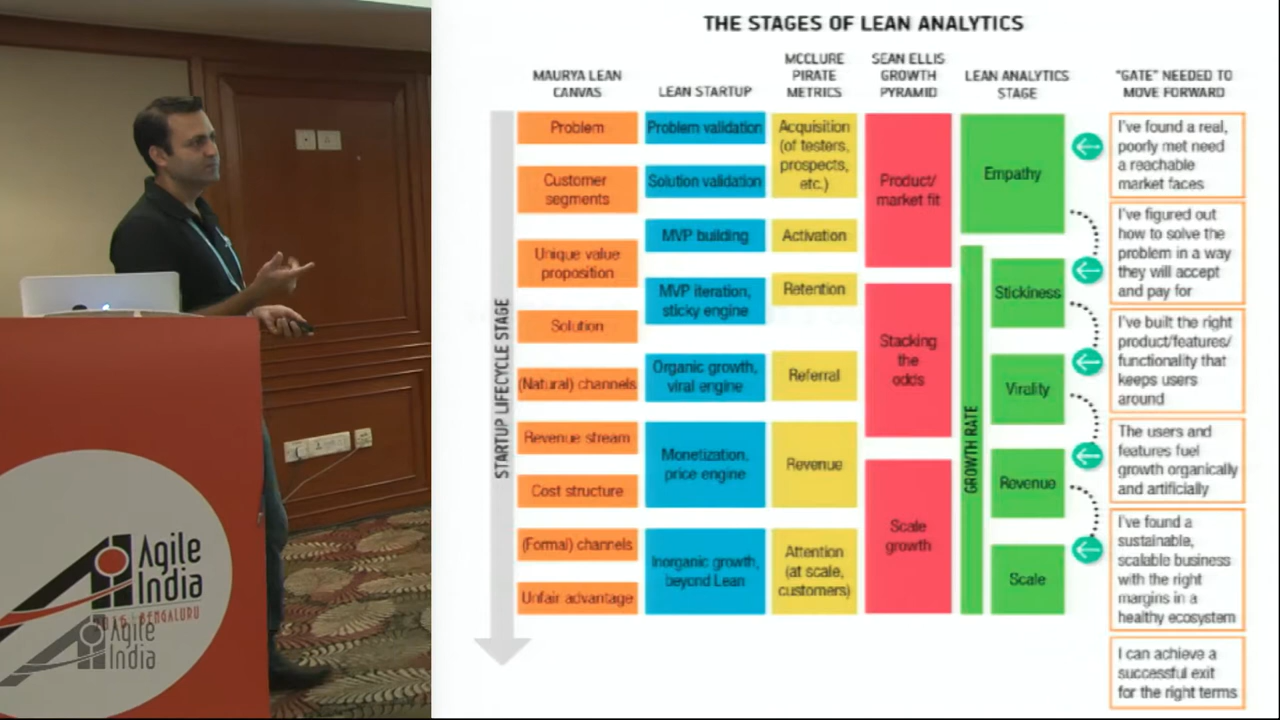 THE STAGES OF LEAN ANALYTICS
MAURYA LEAN
CANVAS
LEAN STARTUP
MCCLURE
PIRATE
METRICS
SEAN ELLIS
GROWTH
PYRAMID
LEAN ANALYTICS
STAGE
"GATE" NEEDED TO
MOVE FORWARD
STARTUP LIFECYCLE STAGE
Problem
Customer
segments
Unique value
proposition
Solution
(Natural) channels
Revenue stream
Cost structure
(Formal) channels
Unfair advantage
Problem validation
Solution validation
MVP building
MVP iteration,
sticky engine
Organic growth,
viral engine
Monetization,
price engine
Inorganic growth,
beyond Lean
Acquisition
(of testers,
prospects,
etc.)
Activation
Retention
Referral
Revenue
Attention
(at scale,
customers)
Product/
market fit
Stacking
the
odds
Scale
growth
Empathy
GROWTH RATE
Stickiness
Virality
Revenue
Scale
I've found a real,
poorly met need
a reachable
market faces
I've figured out
how to solve the
problem in a way
they will accept
and pay for
I've built the right
product/features/
functionality that
keeps users
around
The users and
features fuel
growth organically
and artificially
I've found a
sustainable,
scalable business
with the right
margins in a
healthy ecosystem
I can achieve a
successful exit
for the right terms
Agile
India
BENGALURU
Agile
India